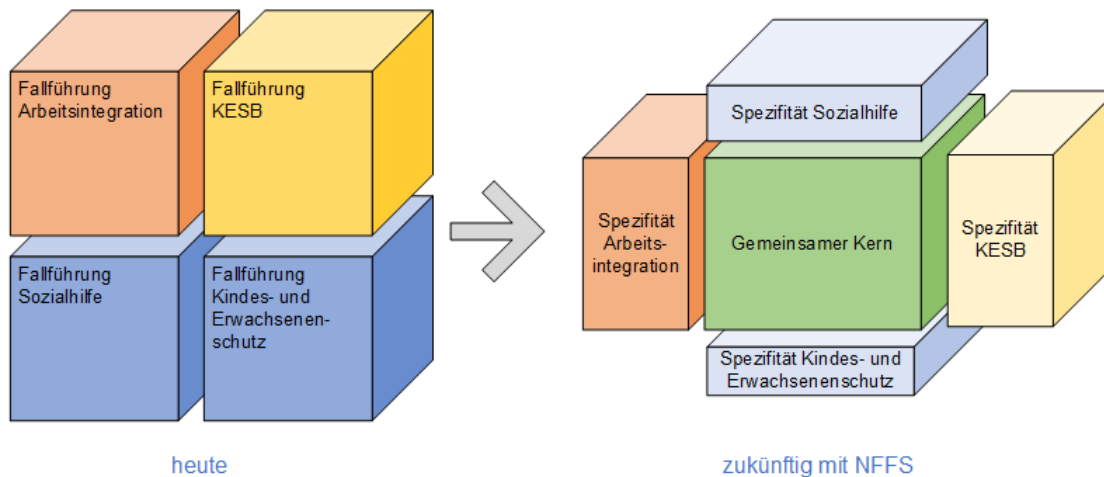 Fallführung
Arbeitsintegration
Fallführung
KESB
Fallführung
Sozialhilfe
Fallführung
Kindes- und
Erwachsenen-
schutz
heute
Spezifität Sozialhilfe
Spezifität
Arbeits-
integration
Gemeinsamer Kern
Spezifität
KESB
Spezifität Kindes- und
Erwachsenenschutz
zukünftig mit NFFS